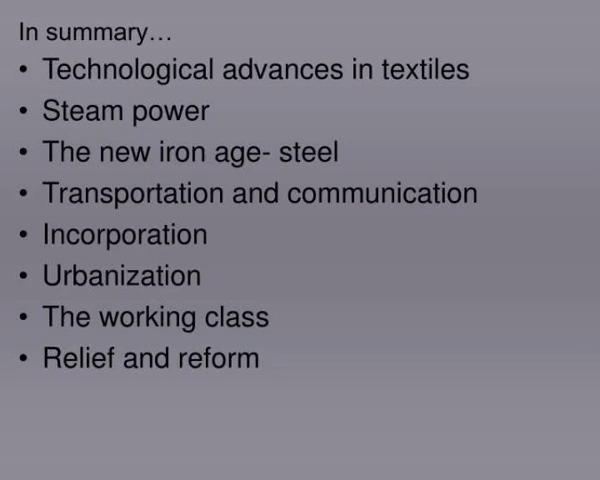 In summary…
• Technological advances in textiles
• Steam power
• The new iron age- steel
• Transportation and communication
• Incorporation
• Urbanization
• The working class
• Relief and reform